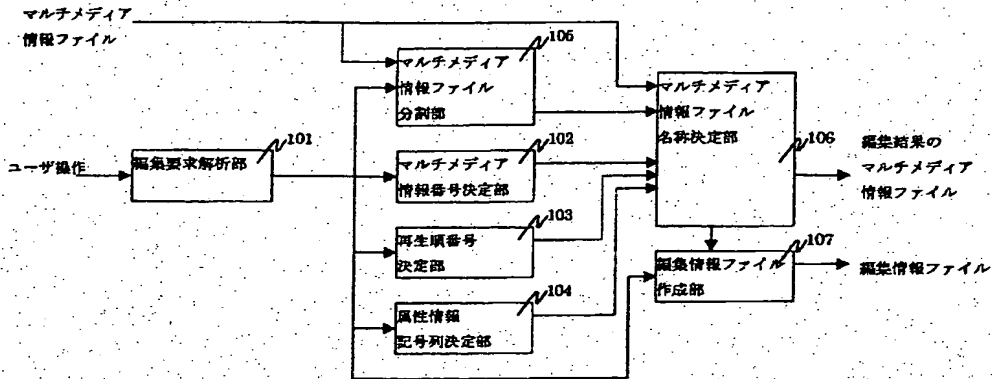 マルチメディア
情報ファイル
105
マルチメディア
情報ファイル
分割部
マルチメディア
情報ファイル
名称決定部
106
101
ユーザ操作
編集要求解析部
102
マルチメディア
情報番号決定部
編集結果の
マルチメディア
情報ファイル
103
再生順番号
決定部
107
編集情報ファイル
作成部
編集情報ファイル
104
属性情報
記号列決定部